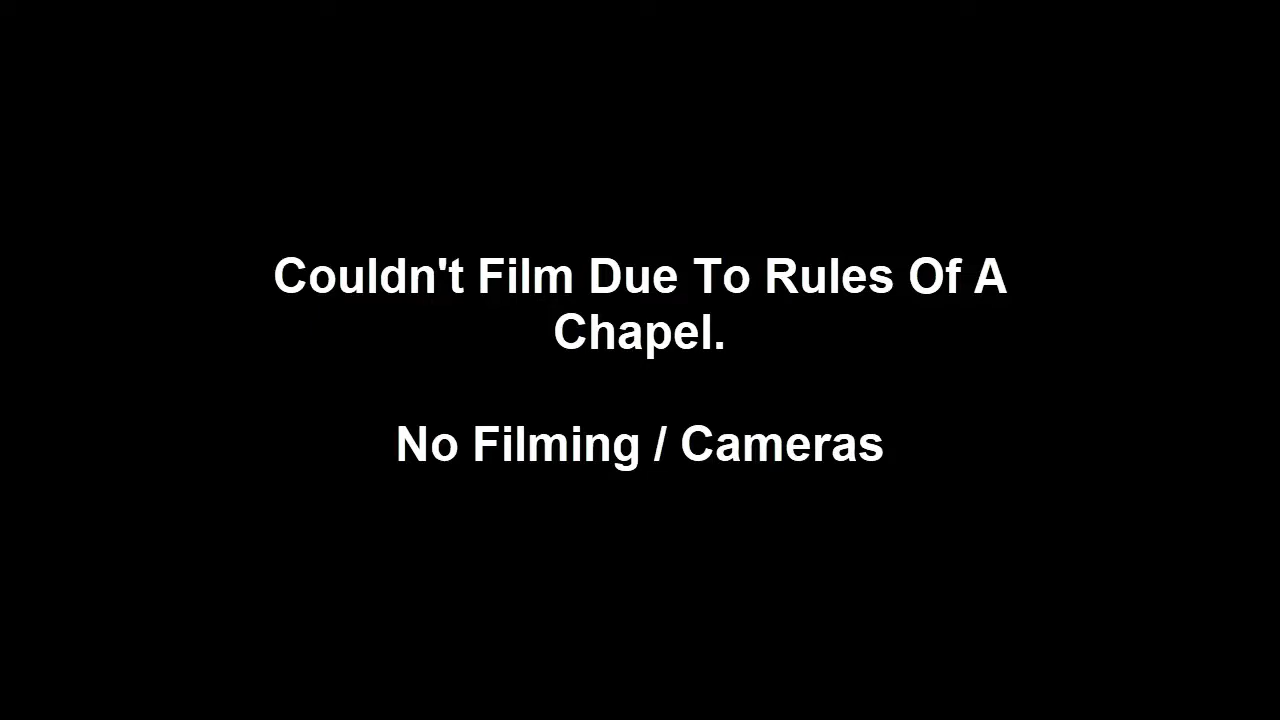 Couldn't Film Due To Rules Of A
Chapel.
No Filming / Cameras